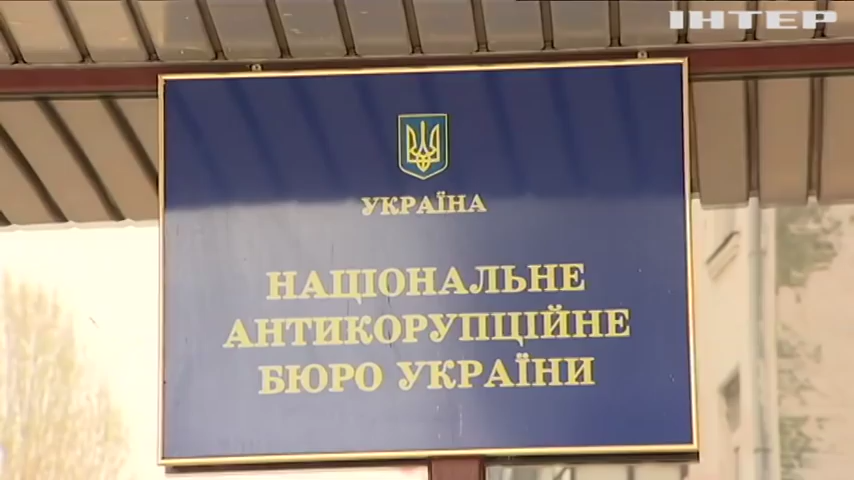 ІНТЕР
УКРАЇНА
НАЦІОНАЛЬНЕ
АНТИКОРУПЦІЙНЕ
БЮРО УКРАЇНИ